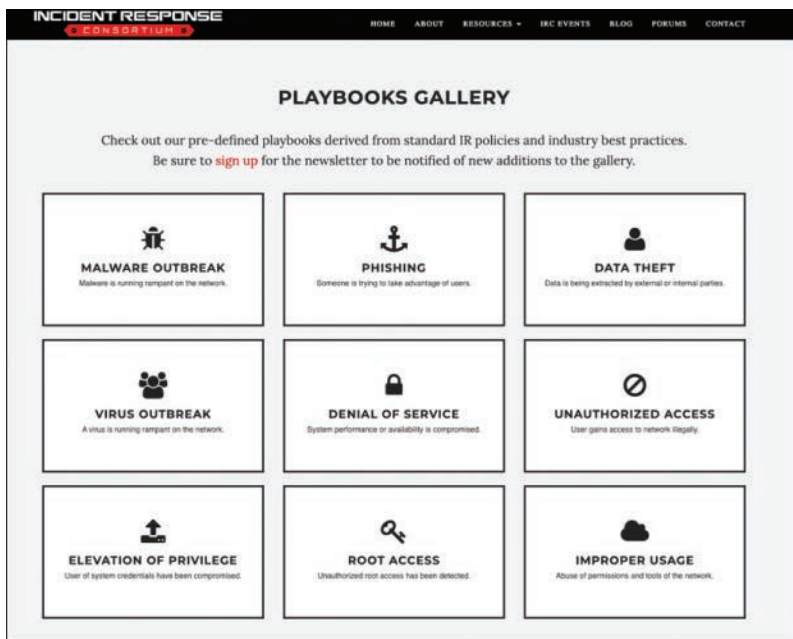 INCIDENT RESPONSE
CONSORTIUM
HOME ABOUT RESOURCES IRC EVENTS BLOG FORUMS CONTACT
PLAYBOOKS GALLERY
Check out our pre-defined playbooks derived from standard IR policies and industry best practices.
Be sure to sign up for the newsletter to be notified of new additions to the gallery.
MALWARE OUTBREAK
Malware is running rampant on the network.
PHISHING
Someone is trying to take advantage of users.
DATA THEFT
Data is being extracted by external or internal parties.
VIRUS OUTBREAK
A virus is running rampant on the network.
DENIAL OF SERVICE
System performance or availability is compromised.
UNAUTHORIZED ACCESS
User gains access to network illegally.
ELEVATION OF PRIVILEGE
User of system credentials have been compromised.
ROOT ACCESS
Unauthorized root access has been detected.
IMPROPER USAGE
Abuse of permissions and tools of the network.